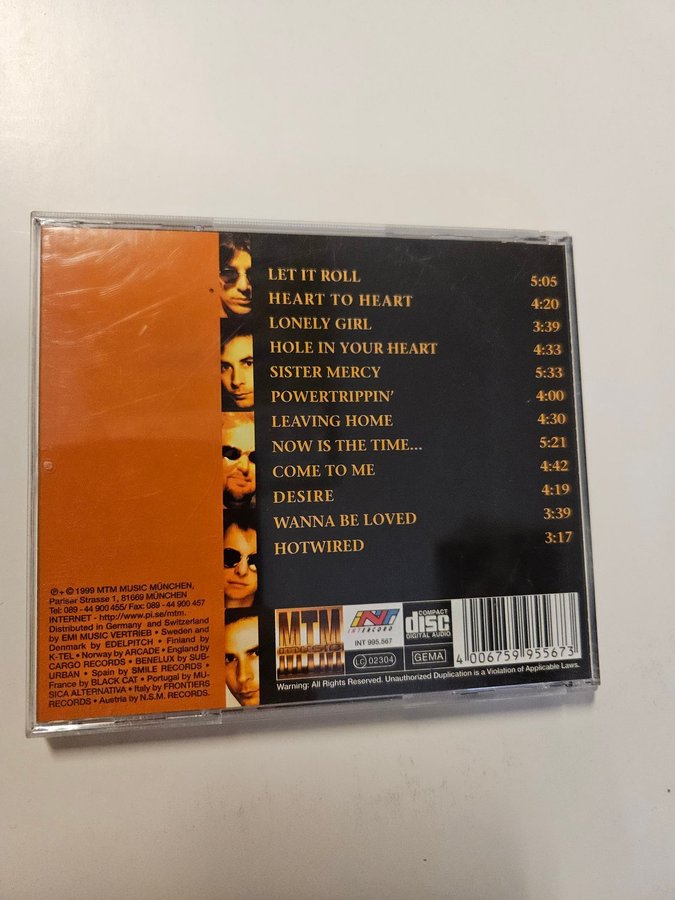 LET IT ROLL 5:05
HEART TO HEART 4:20
LONELY GIRL 3:39
HOLE IN YOUR HEART 4:33
SISTER MERCY 5:33
POWERTRIPPIN' 4:00
LEAVING HOME 4:30
NOW IS THE TIME... 5:21
COME TO ME 4:42
DESIRE 4:19
WANNA BE LOVED 3:39
HOTWIRED 3:17
℗+© 1999 MTM MUSIC MÜNCHEN,
Pariser Strasse 1, 81669 MÜNCHEN
Tel: 089 - 44 900 455/ Fax: 089 - 44 900 457
INTERNET - http://www.pi.se/mtm.
Distributed in Germany and Switzerland
by EMI MUSIC VERTRIEB • Sweden and
Denmark by EDELPITCH • Finland by
K-TEL • Norway by ARCADE • England by
CARGO RECORDS • BENELUX by SUB-
URBAN • Spain by SMILE RECORDS •
France by BLACK CAT • Portugal by MU-
SICA ALTERNATIVA • Italy by FRONTIERS
RECORDS • Austria by N.S.M. RECORDS.
MTM
MUSIC
INT
INTERCORD
INT 995,567
LC 02304
COMPACT
disc
DIGITAL AUDIO
GEMA
4 006759 955673
Warning: All Rights Reserved. Unauthorized Duplication is a Violation of Applicable Laws.